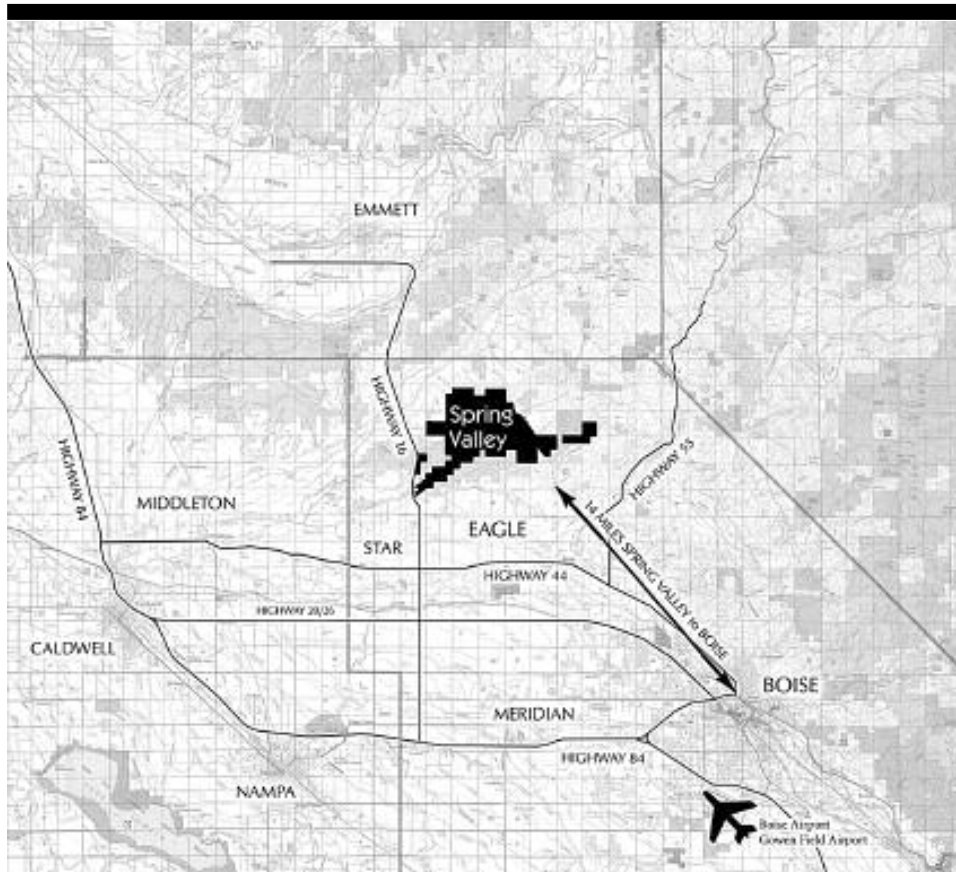 EMMETT
HIGHWAY 16
Spring
Valley
HIGHWAY 55
HIGHWAY 84
MIDDLETON
14 MILES SPRING VALLEY to BOISE
EAGLE
STAR
HIGHWAY 44
HIGHWAY 20/26
CALDWELL
BOISE
MERIDIAN
HIGHWAY 84
NAMPA
Boise Airport
Gowen Field Airport